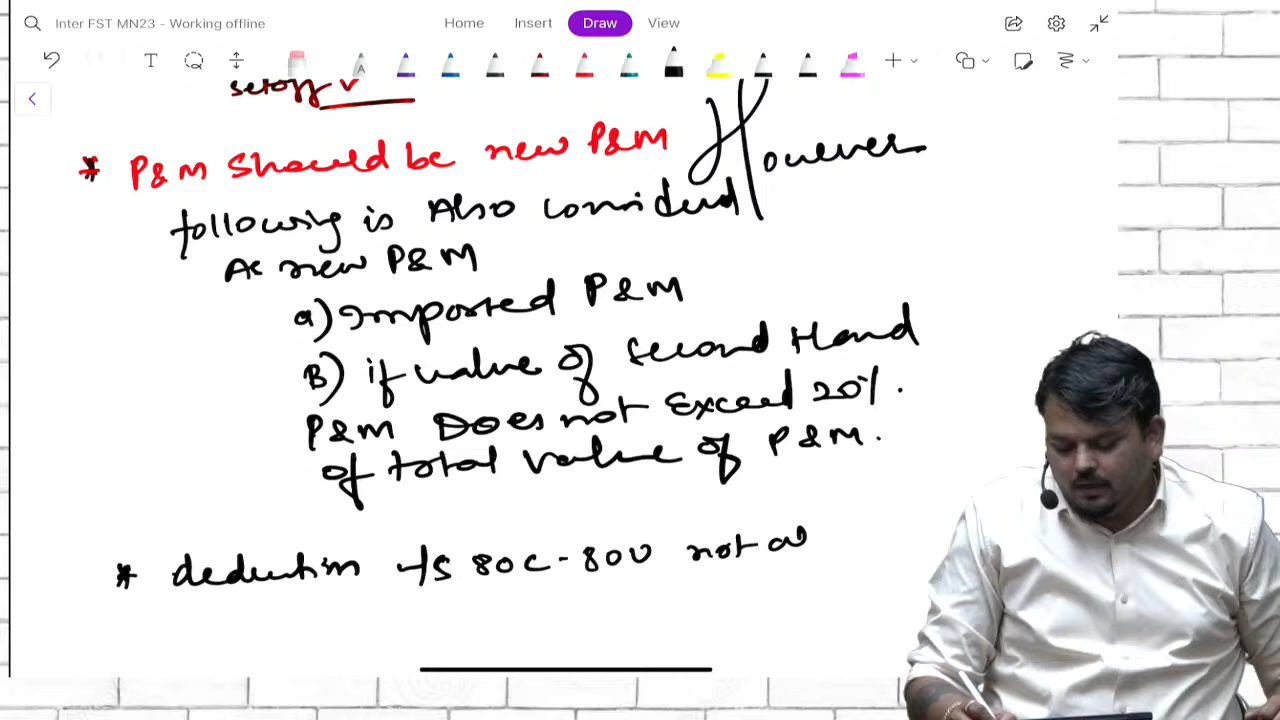 Inter FST MN23 - Working offline
Home Insert Draw View
setoff
* P&M Should be new P&M However
following is Also considered
As new P&M
a) Imported P&M
B) if value of second Hand
P&M Does not Exceed 20%.
of total value of P&M.
* deduction u/s 80C - 80U not a